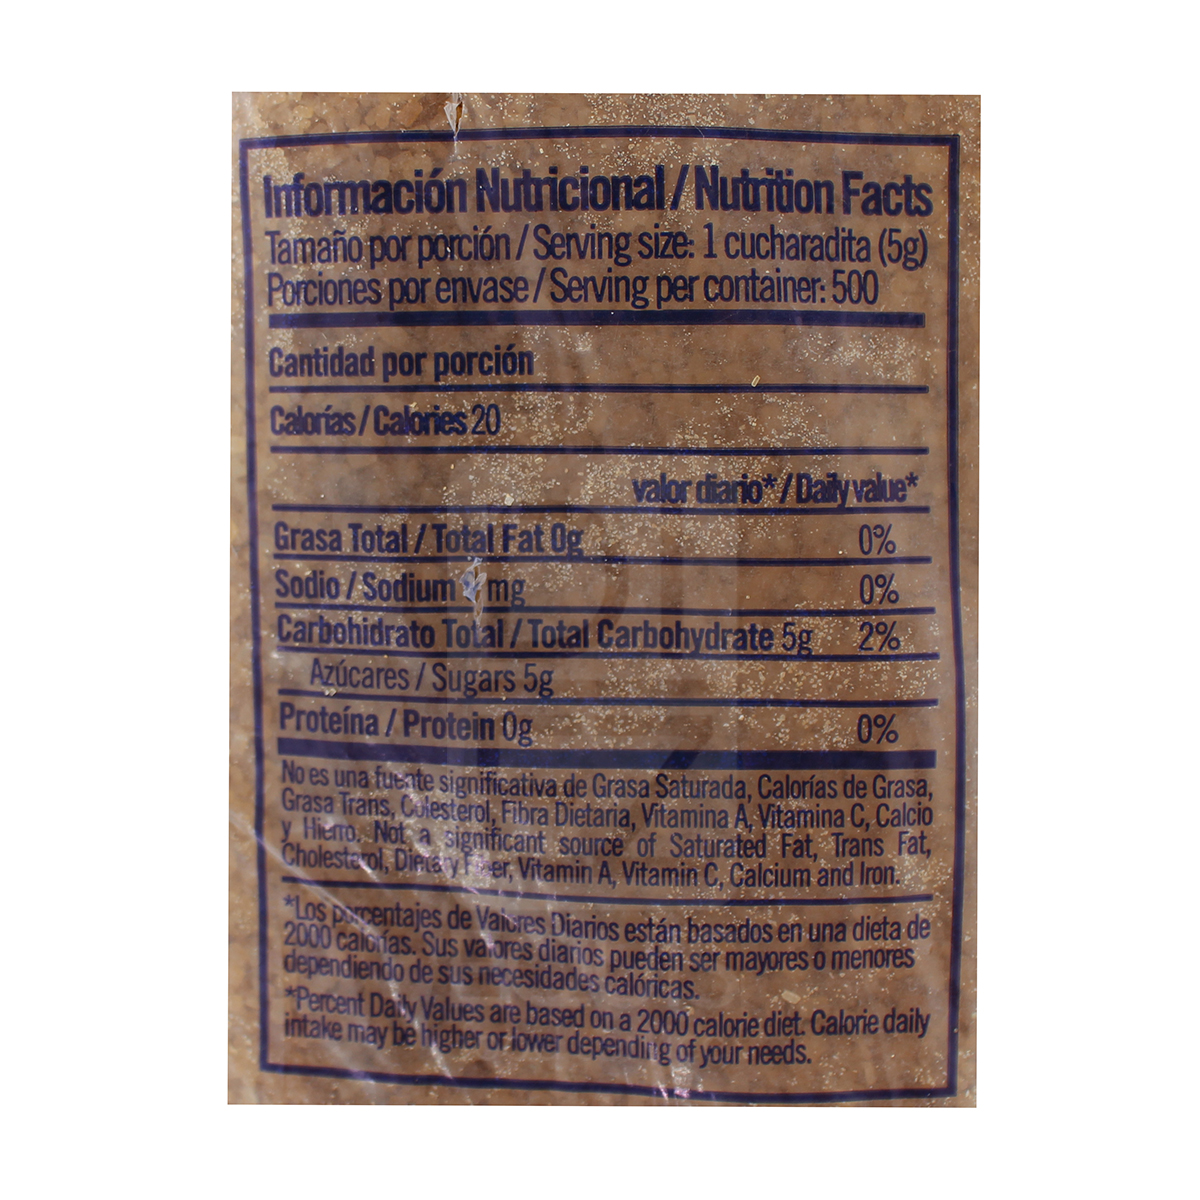 Información Nutricional / Nutrition Facts
Tamaño por porción / Serving size: 1 cucharadita (5g)
Porciones por envase / Serving per container: 500
Cantidad por porción
Calorías / Calories 20
valor diario* / Daily value*
Grasa Total / Total Fat 0g 0%
Sodio / Sodium mg 0%
Carbohidrato Total / Total Carbohydrate 5g 2%
Azúcares / Sugars 5g
Proteína / Protein 0g 0%
No es una fuente significativa de Grasa Saturada, Calorías de Grasa,
Grasa Trans, Colesterol, Fibra Dietaria, Vitamina A, Vitamina C, Calcio
y Hierro. Not a significant source of Saturated Fat, Trans Fat,
Cholesterol, Dietary Fiber, Vitamin A, Vitamin C, Calcium and Iron.
*Los porcentajes de Valores Diarios están basados en una dieta de
2000 calorías. Sus valores diarios pueden ser mayores o menores
dependiendo de sus necesidades calóricas.
*Percent Daily Values are based on a 2000 calorie diet. Calorie daily
intake may be higher or lower depending of your needs.